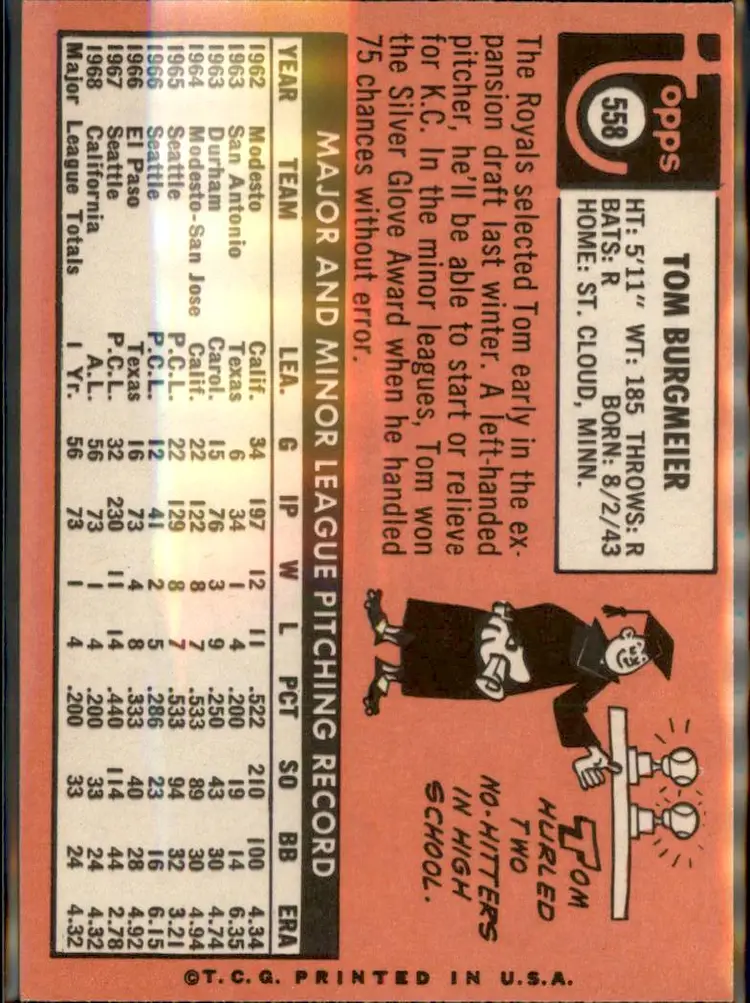 Topps
558
TOM BURGMEIER
HT: 5'11" WT: 185 THROWS: R
BATS: R BORN: 8/2/43
HOME: ST. CLOUD, MINN.
The Royals selected Tom early in the ex-
pansion draft last winter. A left-handed
pitcher, he'll be able to start or relieve
for K.C. In the minor leagues, Tom won
the Silver Glove Award when he handled
75 chances without error.
TOM
HURLED
TWO
NO-HITTERS
IN HIGH
SCHOOL.
MAJOR AND MINOR LEAGUE PITCHING RECORD
YEAR TEAM LEA. G IP W L PCT SO BB ERA
1962 Modesto Calif. 34 197 12 11 .522 210 100 4.34
1963 San Antonio Texas 6 34 1 4 .200 19 14 6.35
1963 Durham Carol. 15 76 3 9 .250 43 30 4.74
1964 Modesto-San Jose Calif. 22 122 8 7 .533 89 30 4.94
1965 Seattle P.C.L. 22 129 8 7 .533 94 32 3.21
1966 Seattle P.C.L. 12 41 2 5 .286 23 16 6.15
1966 El Paso Texas 16 73 4 8 .333 40 28 4.92
1967 Seattle P.C.L. 32 230 11 14 .440 114 44 2.78
1968 California A.L. 56 73 1 4 .200 33 24 4.32
Major League Totals 1 Yr. 56 73 1 4 .200 33 24 4.32
©T.C.G. PRINTED IN U.S.A.